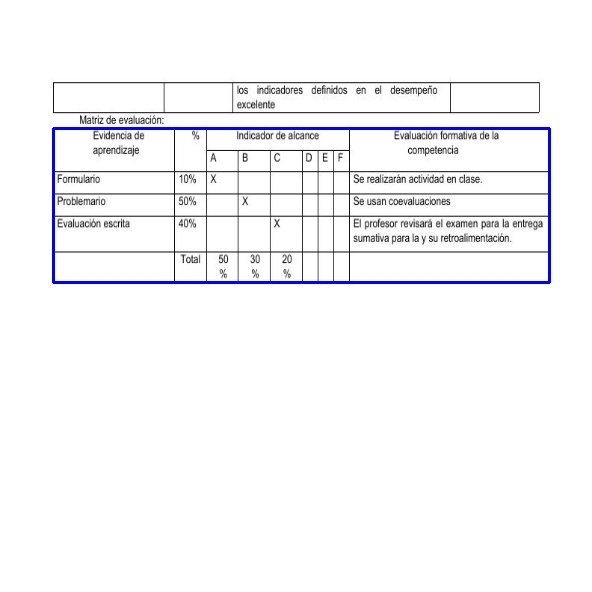 los indicadores definidos en el desempeño
excelente
Matriz de evaluación:
Evidencia de aprendizaje % Indicador de alcance Evaluación formativa de la competencia
A B C D E F
Formulario 10% X Se realizarán actividad en clase.
Problemario 50% X Se usan coevaluaciones
Evaluación escrita 40% X El profesor revisará el examen para la entrega
sumativa para la y su retroalimentación.
Total 50 % 30 % 20 %